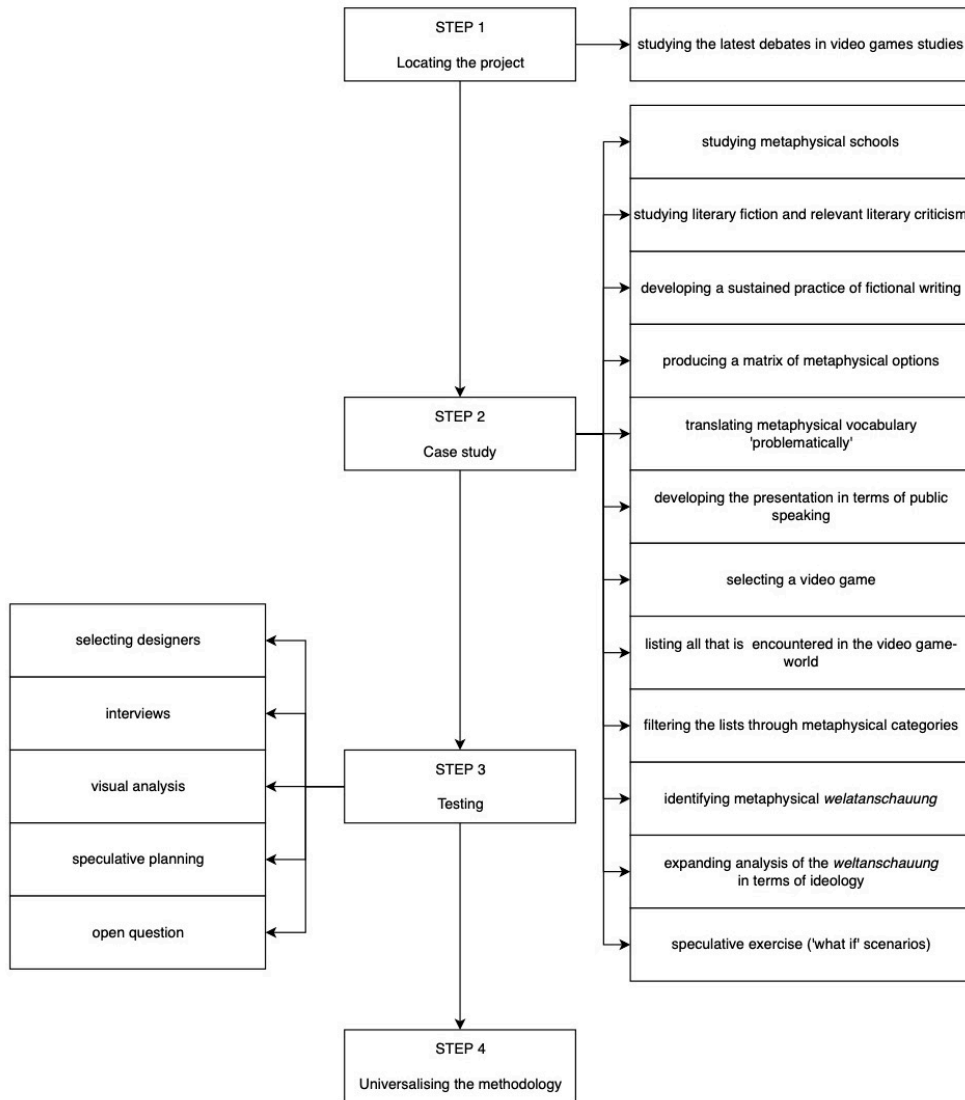 STEP 1
Locating the project
studying the latest debates in video games studies
studying metaphysical schools
studying literary fiction and relevant literary criticism
developing a sustained practice of fictional writing
producing a matrix of metaphysical options
STEP 2
Case study
translating metaphysical vocabulary
'problematically'
developing the presentation in terms of public
speaking
selecting a video game
listing all that is encountered in the video game-
world
filtering the lists through metaphysical categories
identifying metaphysical welatanschauung
expanding analysis of the weltanschauung
in terms of ideology
speculative exercise ('what if' scenarios)
STEP 3
Testing
selecting designers
interviews
visual analysis
speculative planning
open question
STEP 4
Universalising the methodology